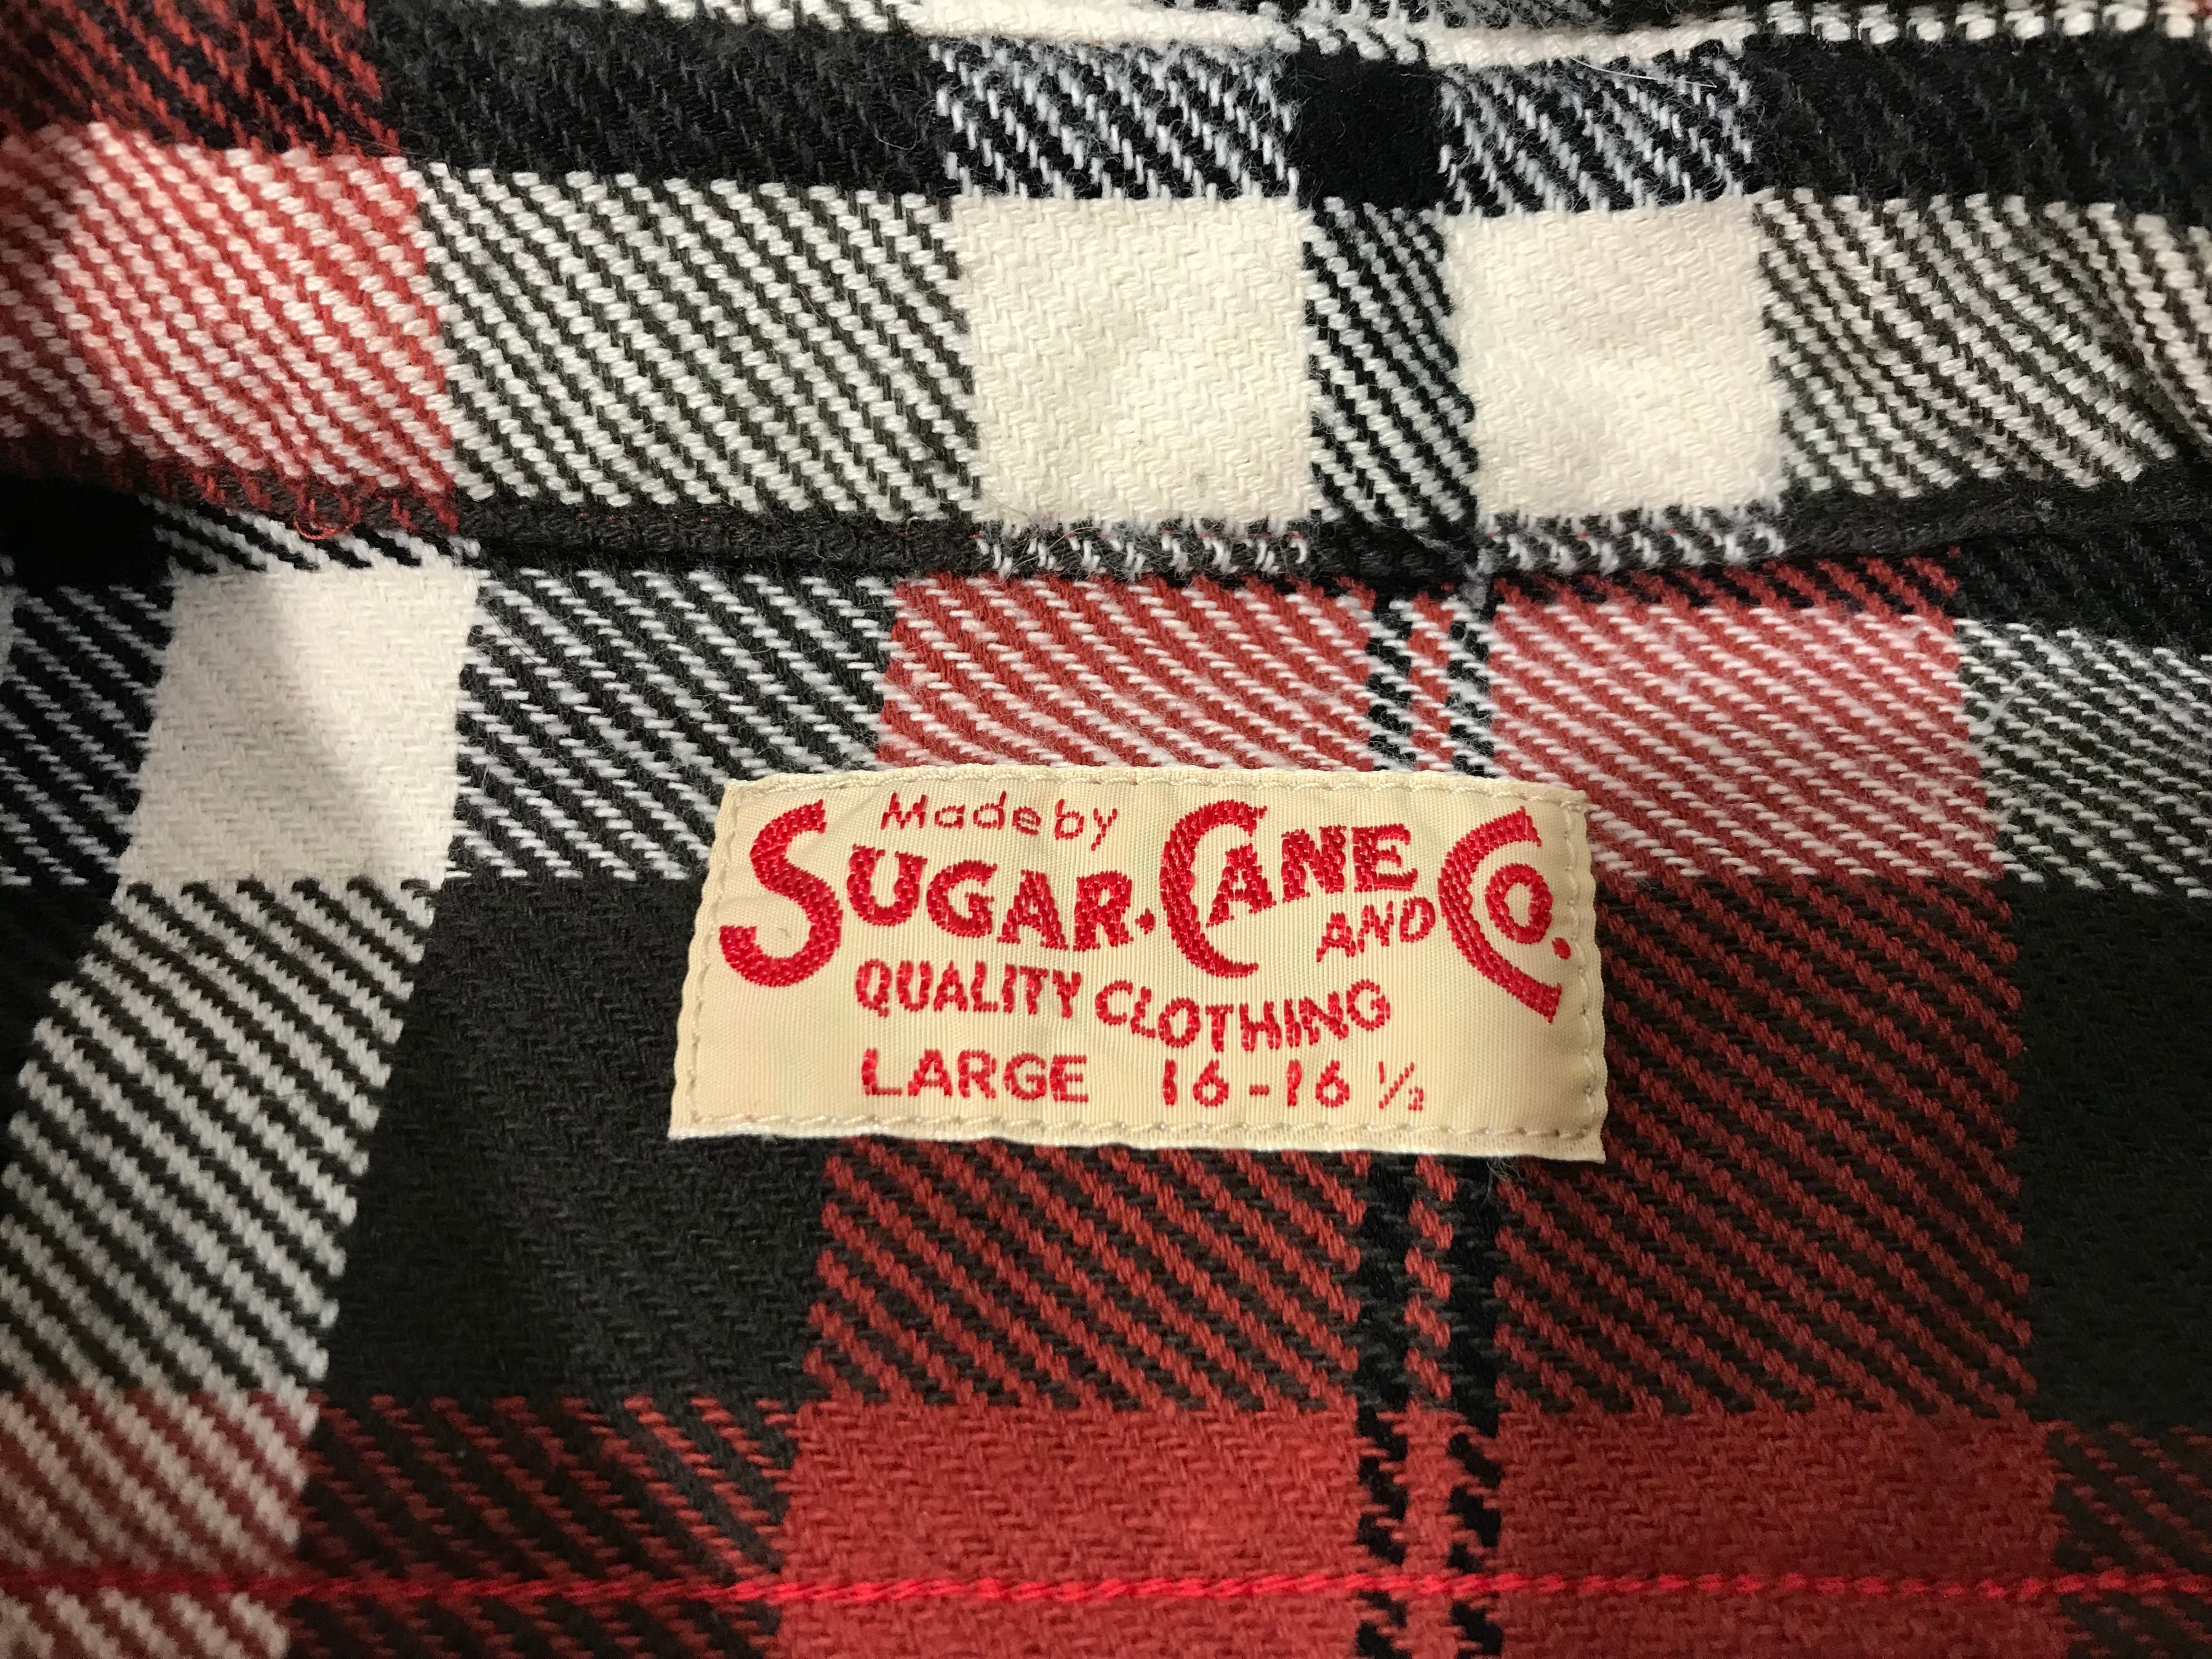 Made by
SUGAR·CANE AND CO.
QUALITY CLOTHING
LARGE 16-16 ½